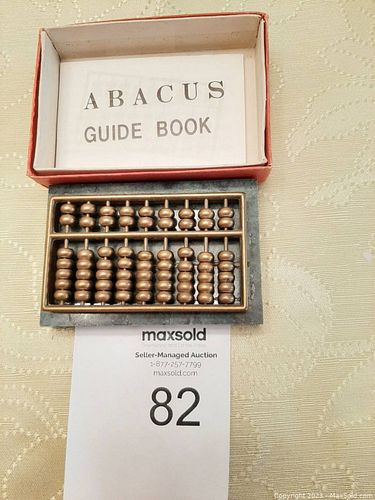 ABACUS
GUIDE BOOK
maxsold
Seller-Managed Auction
1-877-257-7799
maxsold.com
82
Copyright 2023 - MaxSold.com